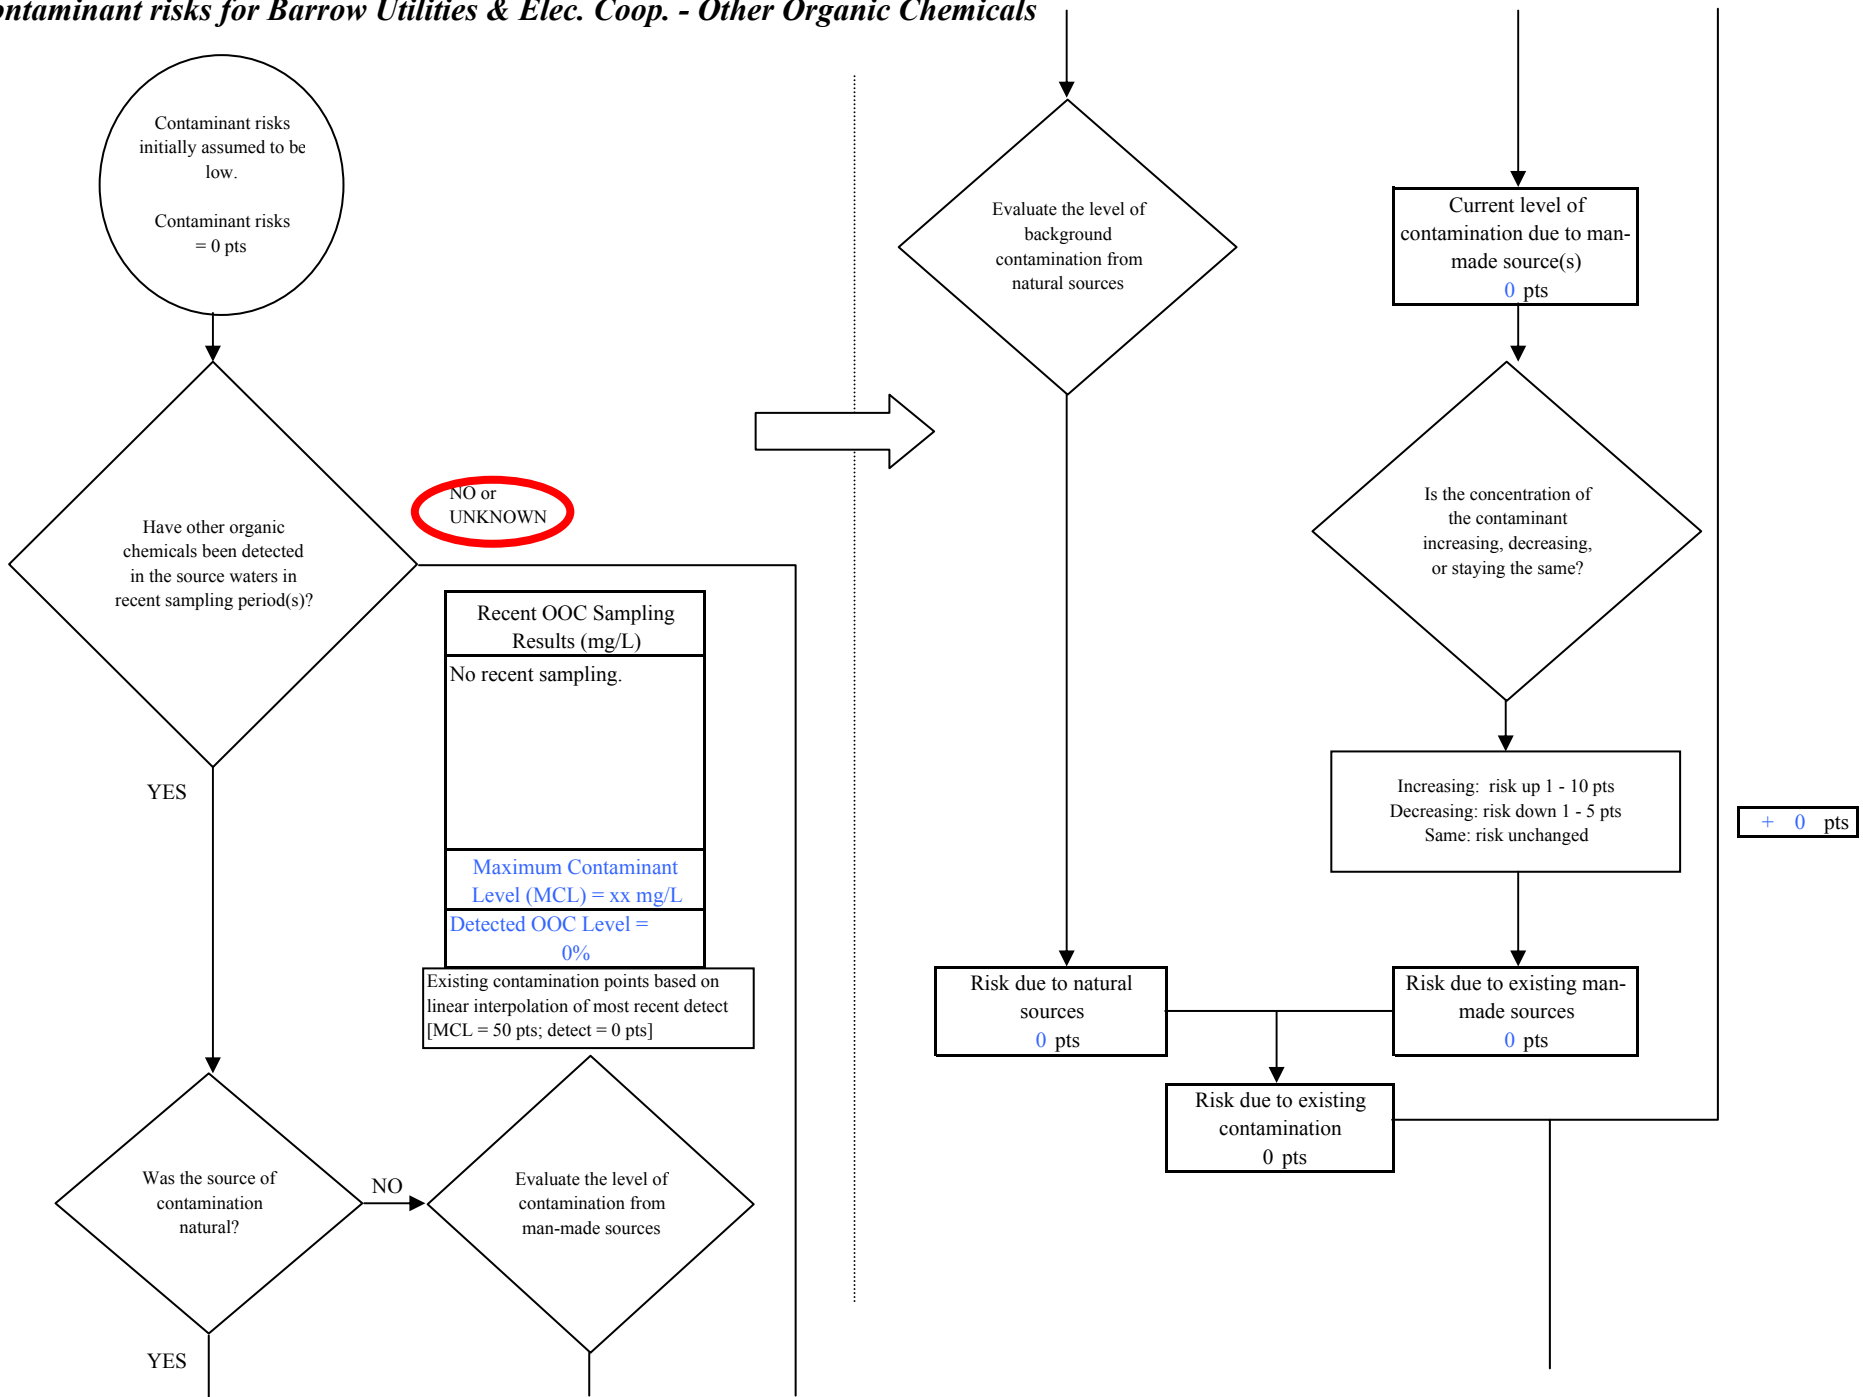 ontaminant risks for Barrow Utilities & Elec. Coop. - Other Organic Chemicals
Contaminant risks
initially assumed to be
low.
Contaminant risks
= 0 pts
Have other organic
chemicals been detected
in the source waters in
recent sampling period(s)?
NO or
UNKNOWN
YES
Recent OOC Sampling
Results (mg/L)
No recent sampling.
Maximum Contaminant
Level (MCL) = xx mg/L
Detected OOC Level =
0%
Existing contamination points based on
linear interpolation of most recent detect
[MCL = 50 pts; detect = 0 pts]
Was the source of
contamination
natural?
NO
YES
Evaluate the level of
contamination from
man-made sources
Evaluate the level of
background
contamination from
natural sources
Current level of
contamination due to man-
made source(s)
0 pts
Is the concentration of
the contaminant
increasing, decreasing,
or staying the same?
Increasing: risk up 1 - 10 pts
Decreasing: risk down 1 - 5 pts
Same: risk unchanged
+ 0 pts
Risk due to natural
sources
0 pts
Risk due to existing man-
made sources
0 pts
Risk due to existing
contamination
0 pts